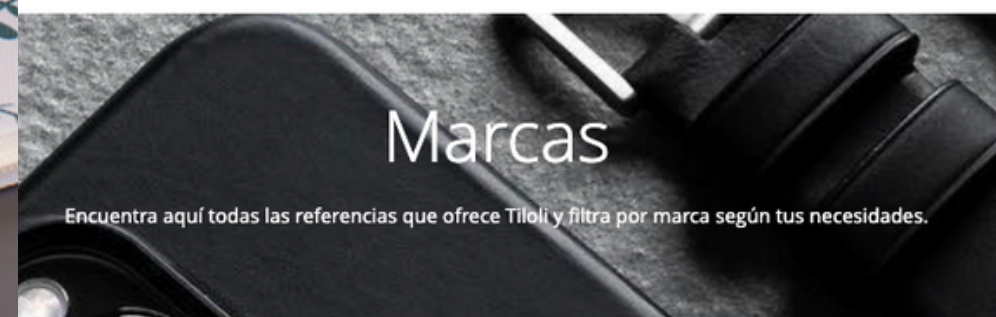 Marcas
Encuentra aquí todas las referencias que ofrece Tiloli y filtra por marca según tus necesidades.